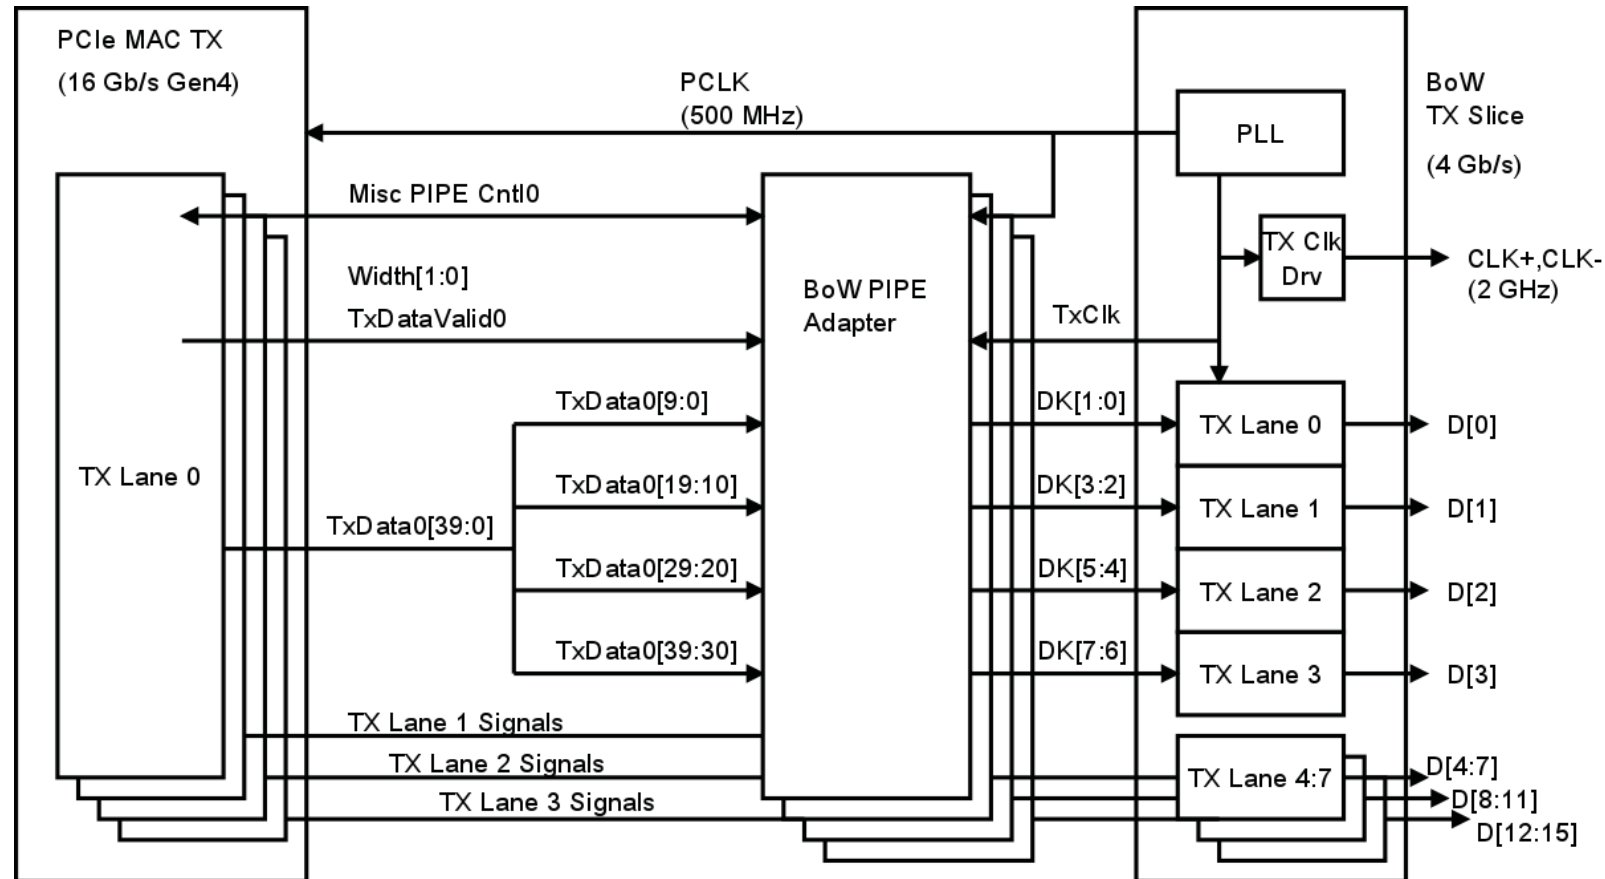 PCIe MAC TX
(16 Gb/s Gen4)
PCLK
(500 MHz)
PLL
BoW
TX Slice
(4 Gb/s)
Misc PIPE Cntl0
TX Clk
Drv
CLK+,CLK-
(2 GHz)
Width[1:0]
TxDataValid0
BoW PIPE
Adapter
TxClk
TX Lane 0
TxData0[39:0]
TxData0[9:0]
TxData0[19:10]
TxData0[29:20]
TxData0[39:30]
DK[1:0]
DK[3:2]
DK[5:4]
DK[7:6]
TX Lane 0
TX Lane 1
TX Lane 2
TX Lane 3
D[0]
D[1]
D[2]
D[3]
TX Lane 1 Signals
TX Lane 2 Signals
TX Lane 3 Signals
TX Lane 4:7
D[4:7]
D[8:11]
D[12:15]